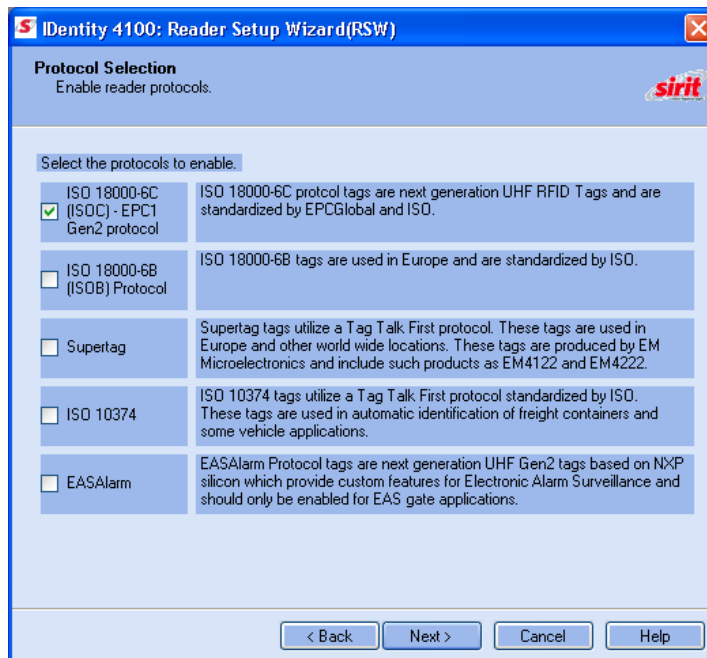 IDentity 4100: Reader Setup Wizard(RSW)
Protocol Selection
Enable reader protocols.
sirit
Select the protocols to enable.
ISO 18000-6C
(ISOC) - EPC1
Gen2 protocol
ISO 18000-6C protcol tags are next generation UHF RFID Tags and are
standardized by EPCGlobal and ISO.
ISO 18000-6B
(ISOB) Protocol
ISO 18000-6B tags are used in Europe and are standardized by ISO.
Supertag
Supertag tags utilize a Tag Talk First protocol. These tags are used in
Europe and other world wide locations. These tags are produced by EM
Microelectronics and include such products as EM4122 and EM4222.
ISO 10374
ISO 10374 tags utilize a Tag Talk First protocol standardized by ISO.
These tags are used in automatic identification of freight containers and
some vehicle applications.
EASAlarm
EASAlarm Protocol tags are next generation UHF Gen2 tags based on NXP
silicon which provide custom features for Electronic Alarm Surveillance and
should only be enabled for EAS gate applications.
< Back
Next >
Cancel
Help